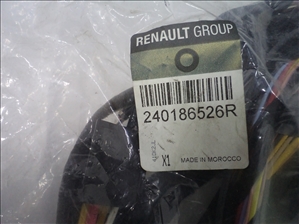 RENAULT GROUP
240186526R
X1
MADE IN MOROCCO